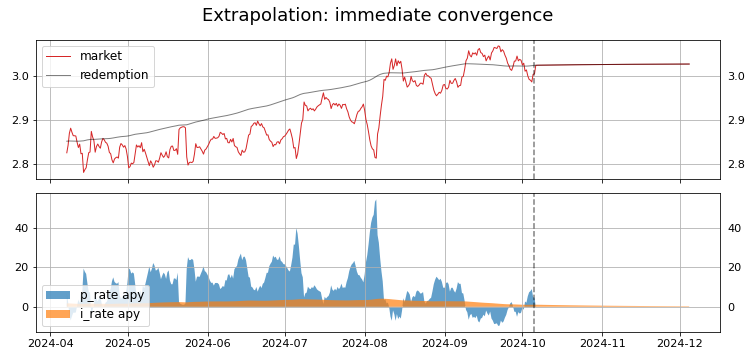 Extrapolation: immediate convergence
market
redemption
3.0 3.0
2.9 2.9
2.8 2.8
40 40
20 20
0 0
p_rate apy
i_rate apy
2024-04 2024-05 2024-06 2024-07 2024-08 2024-09 2024-10 2024-11 2024-12